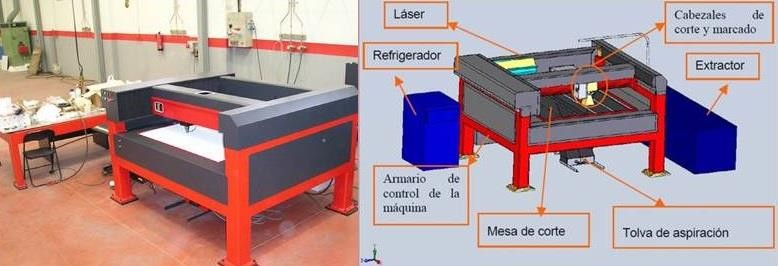 Láser
Cabezales de
corte y marcado
Refrigerador
Extractor
Armario de
control de la
máquina
Mesa de corte
Tolva de aspiración